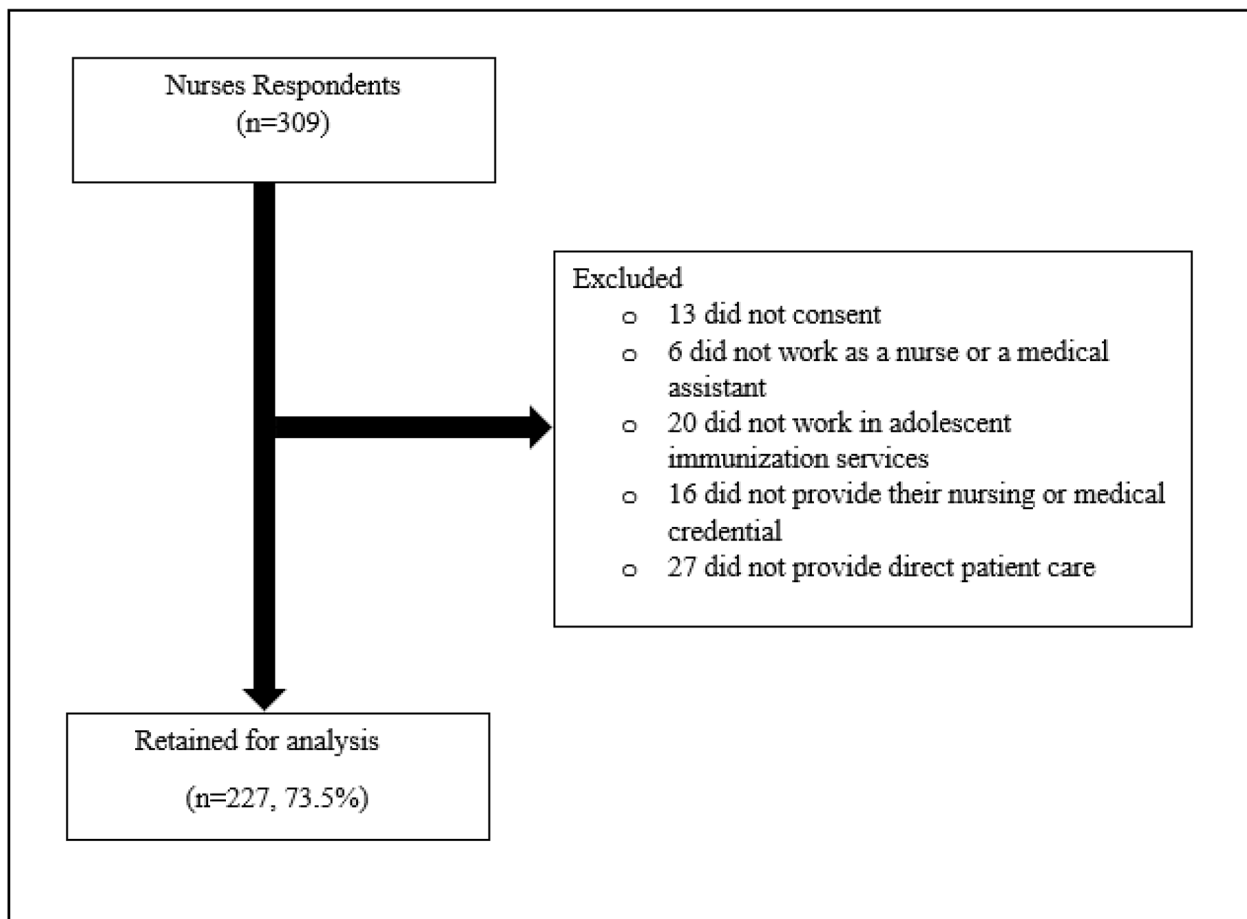 Nurses Respondents
(n=309)
Excluded
o 13 did not consent
o 6 did not work as a nurse or a medical
assistant
o 20 did not work in adolescent
immunization services
o 16 did not provide their nursing or medical
credential
o 27 did not provide direct patient care
Retained for analysis
(n=227, 73.5%)